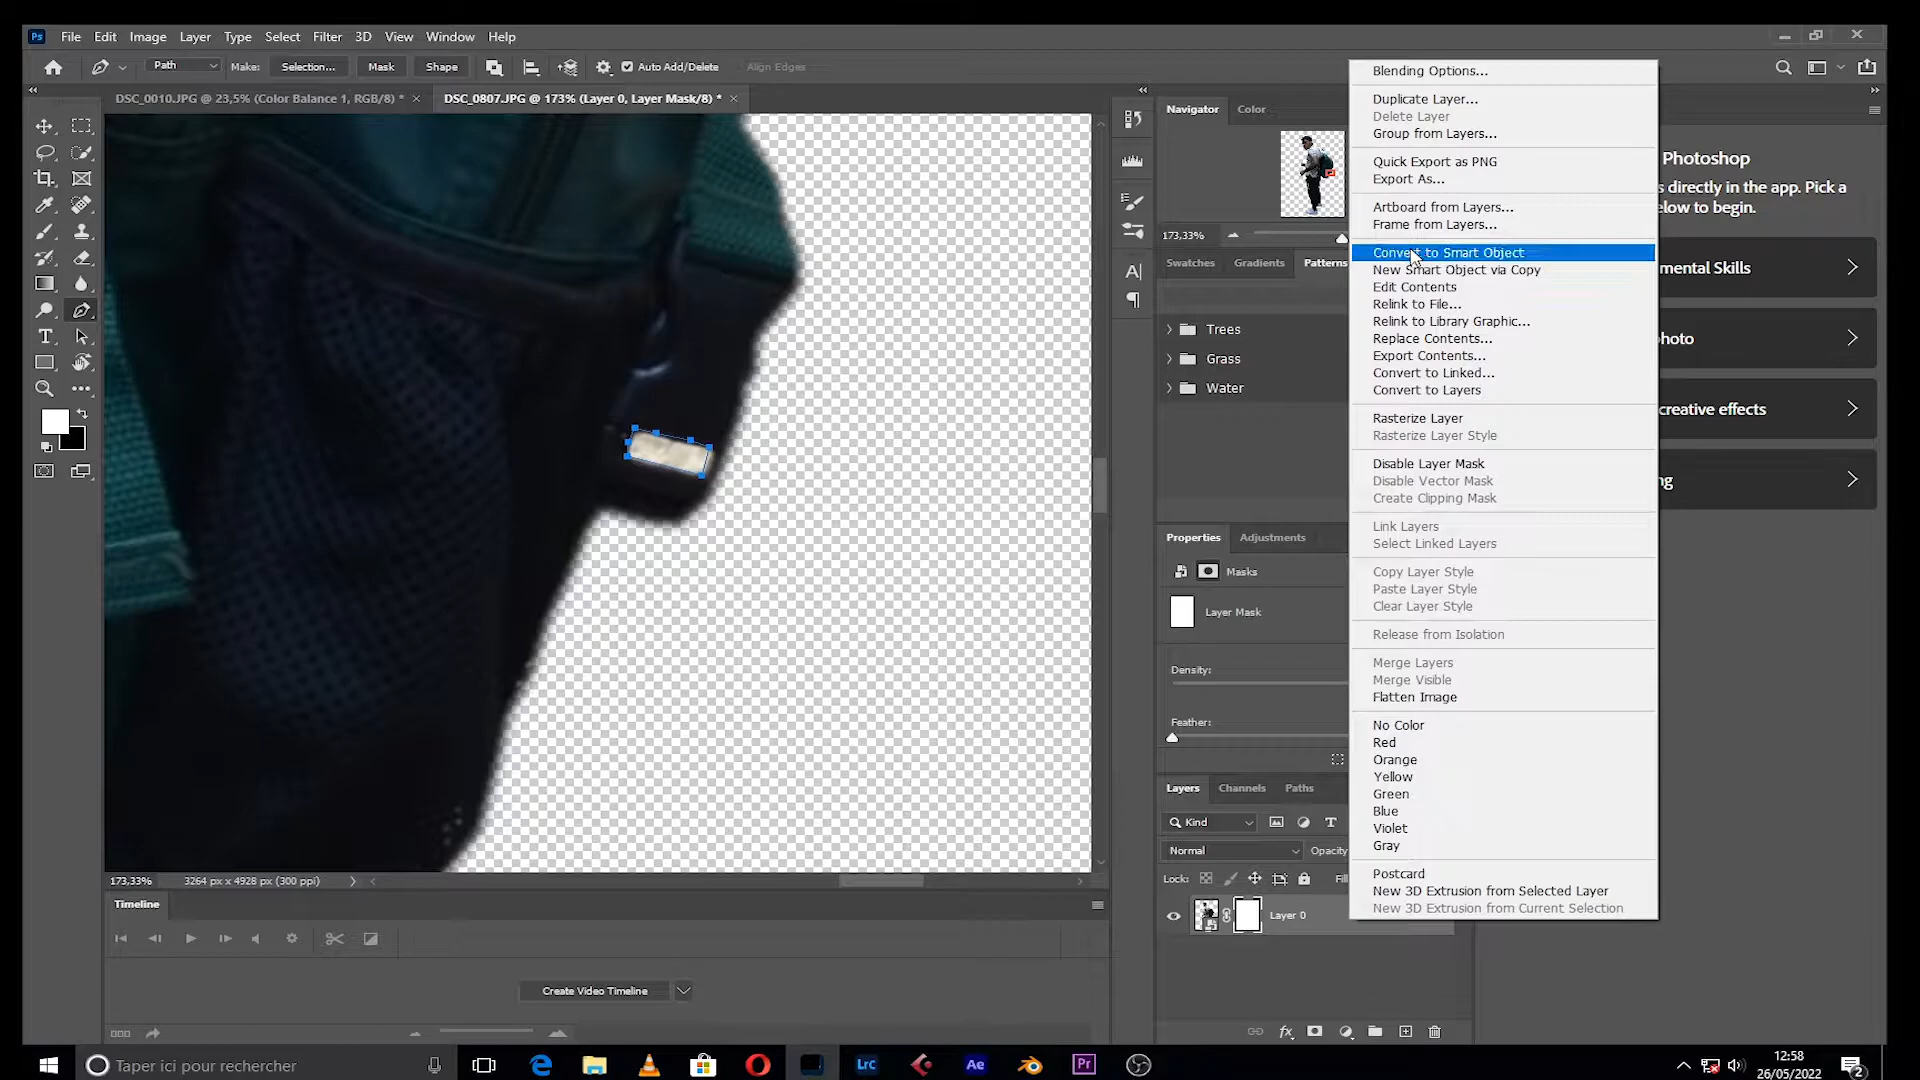 Ps File Edit Image Layer Type Select Filter 3D View Window Help
Path Make: Selection... Mask Shape Auto Add/Delete Align Edges
DSC_0010.JPG @ 23,5% (Color Balance 1, RGB/8) * × DSC_0807.JPG @ 173% (Layer 0, Layer Mask/8) * ×
Navigator Color
173,33%
Swatches Gradients Patterns
Trees
Grass
Water
Properties Adjustments
Masks
Layer Mask
Density:
Feather:
Layers Channels Paths
Kind
Normal Opacity
Lock: Fil
Layer 0
Blending Options...
Duplicate Layer...
Delete Layer
Group from Layers...
Quick Export as PNG
Export As...
Artboard from Layers...
Frame from Layers...
Convert to Smart Object
New Smart Object via Copy
Edit Contents
Relink to File...
Relink to Library Graphic...
Replace Contents...
Export Contents...
Convert to Linked...
Convert to Layers
Rasterize Layer
Rasterize Layer Style
Disable Layer Mask
Disable Vector Mask
Create Clipping Mask
Link Layers
Select Linked Layers
Copy Layer Style
Paste Layer Style
Clear Layer Style
Release from Isolation
Merge Layers
Merge Visible
Flatten Image
No Color
Red
Orange
Yellow
Green
Blue
Violet
Gray
Postcard
New 3D Extrusion from Selected Layer
New 3D Extrusion from Current Selection
Photoshop
s directly in the app. Pick a
elow to begin.
mental Skills
photo
creative effects
ng
173,33% 3264 px x 4928 px (300 ppi)
Timeline
Create Video Timeline
Taper ici pour rechercher
Lrc Ae Pr
12:58
26/05/2022
2